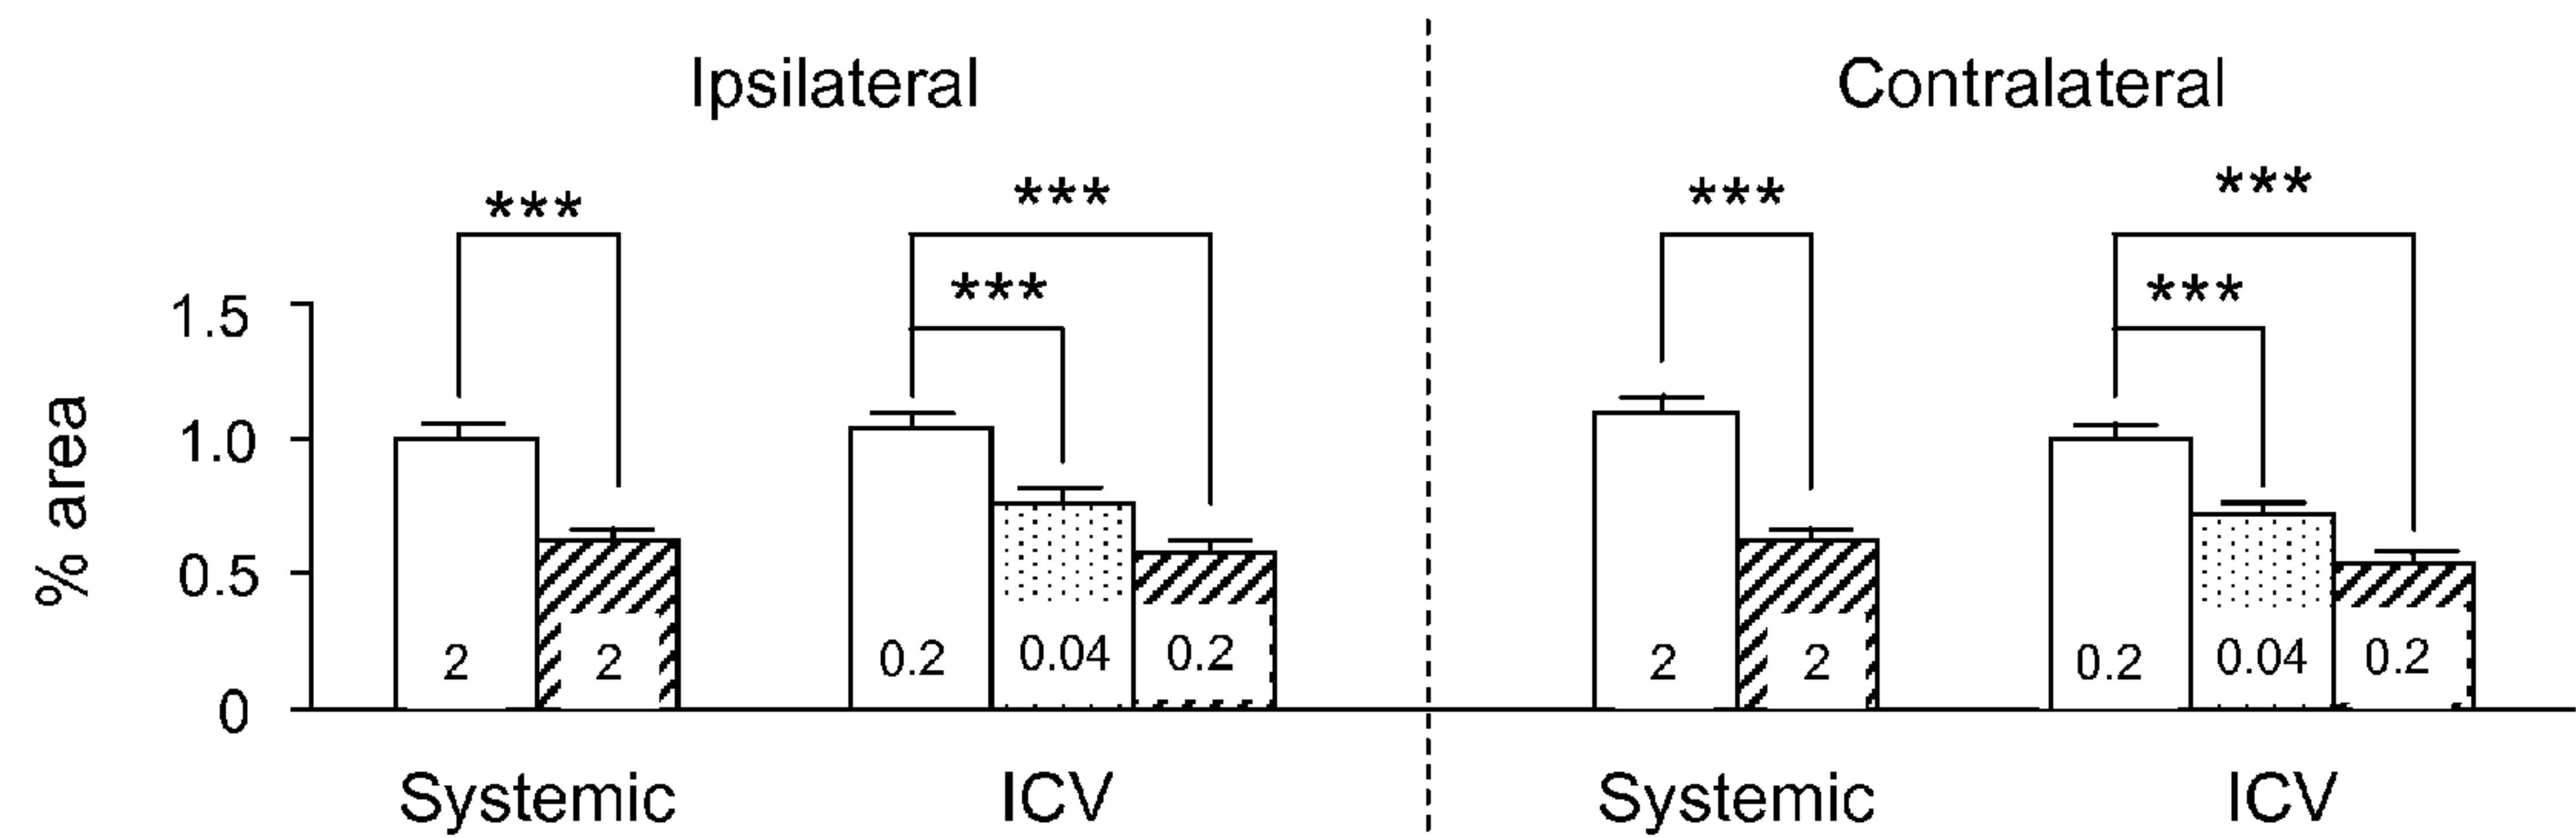 Ipsilateral
Contralateral
*** *** *** ***
*** ***
1.5
1.0
0.5
0
% area
2 2 0.2 0.04 0.2 2 2 0.2 0.04 0.2
Systemic ICV Systemic ICV